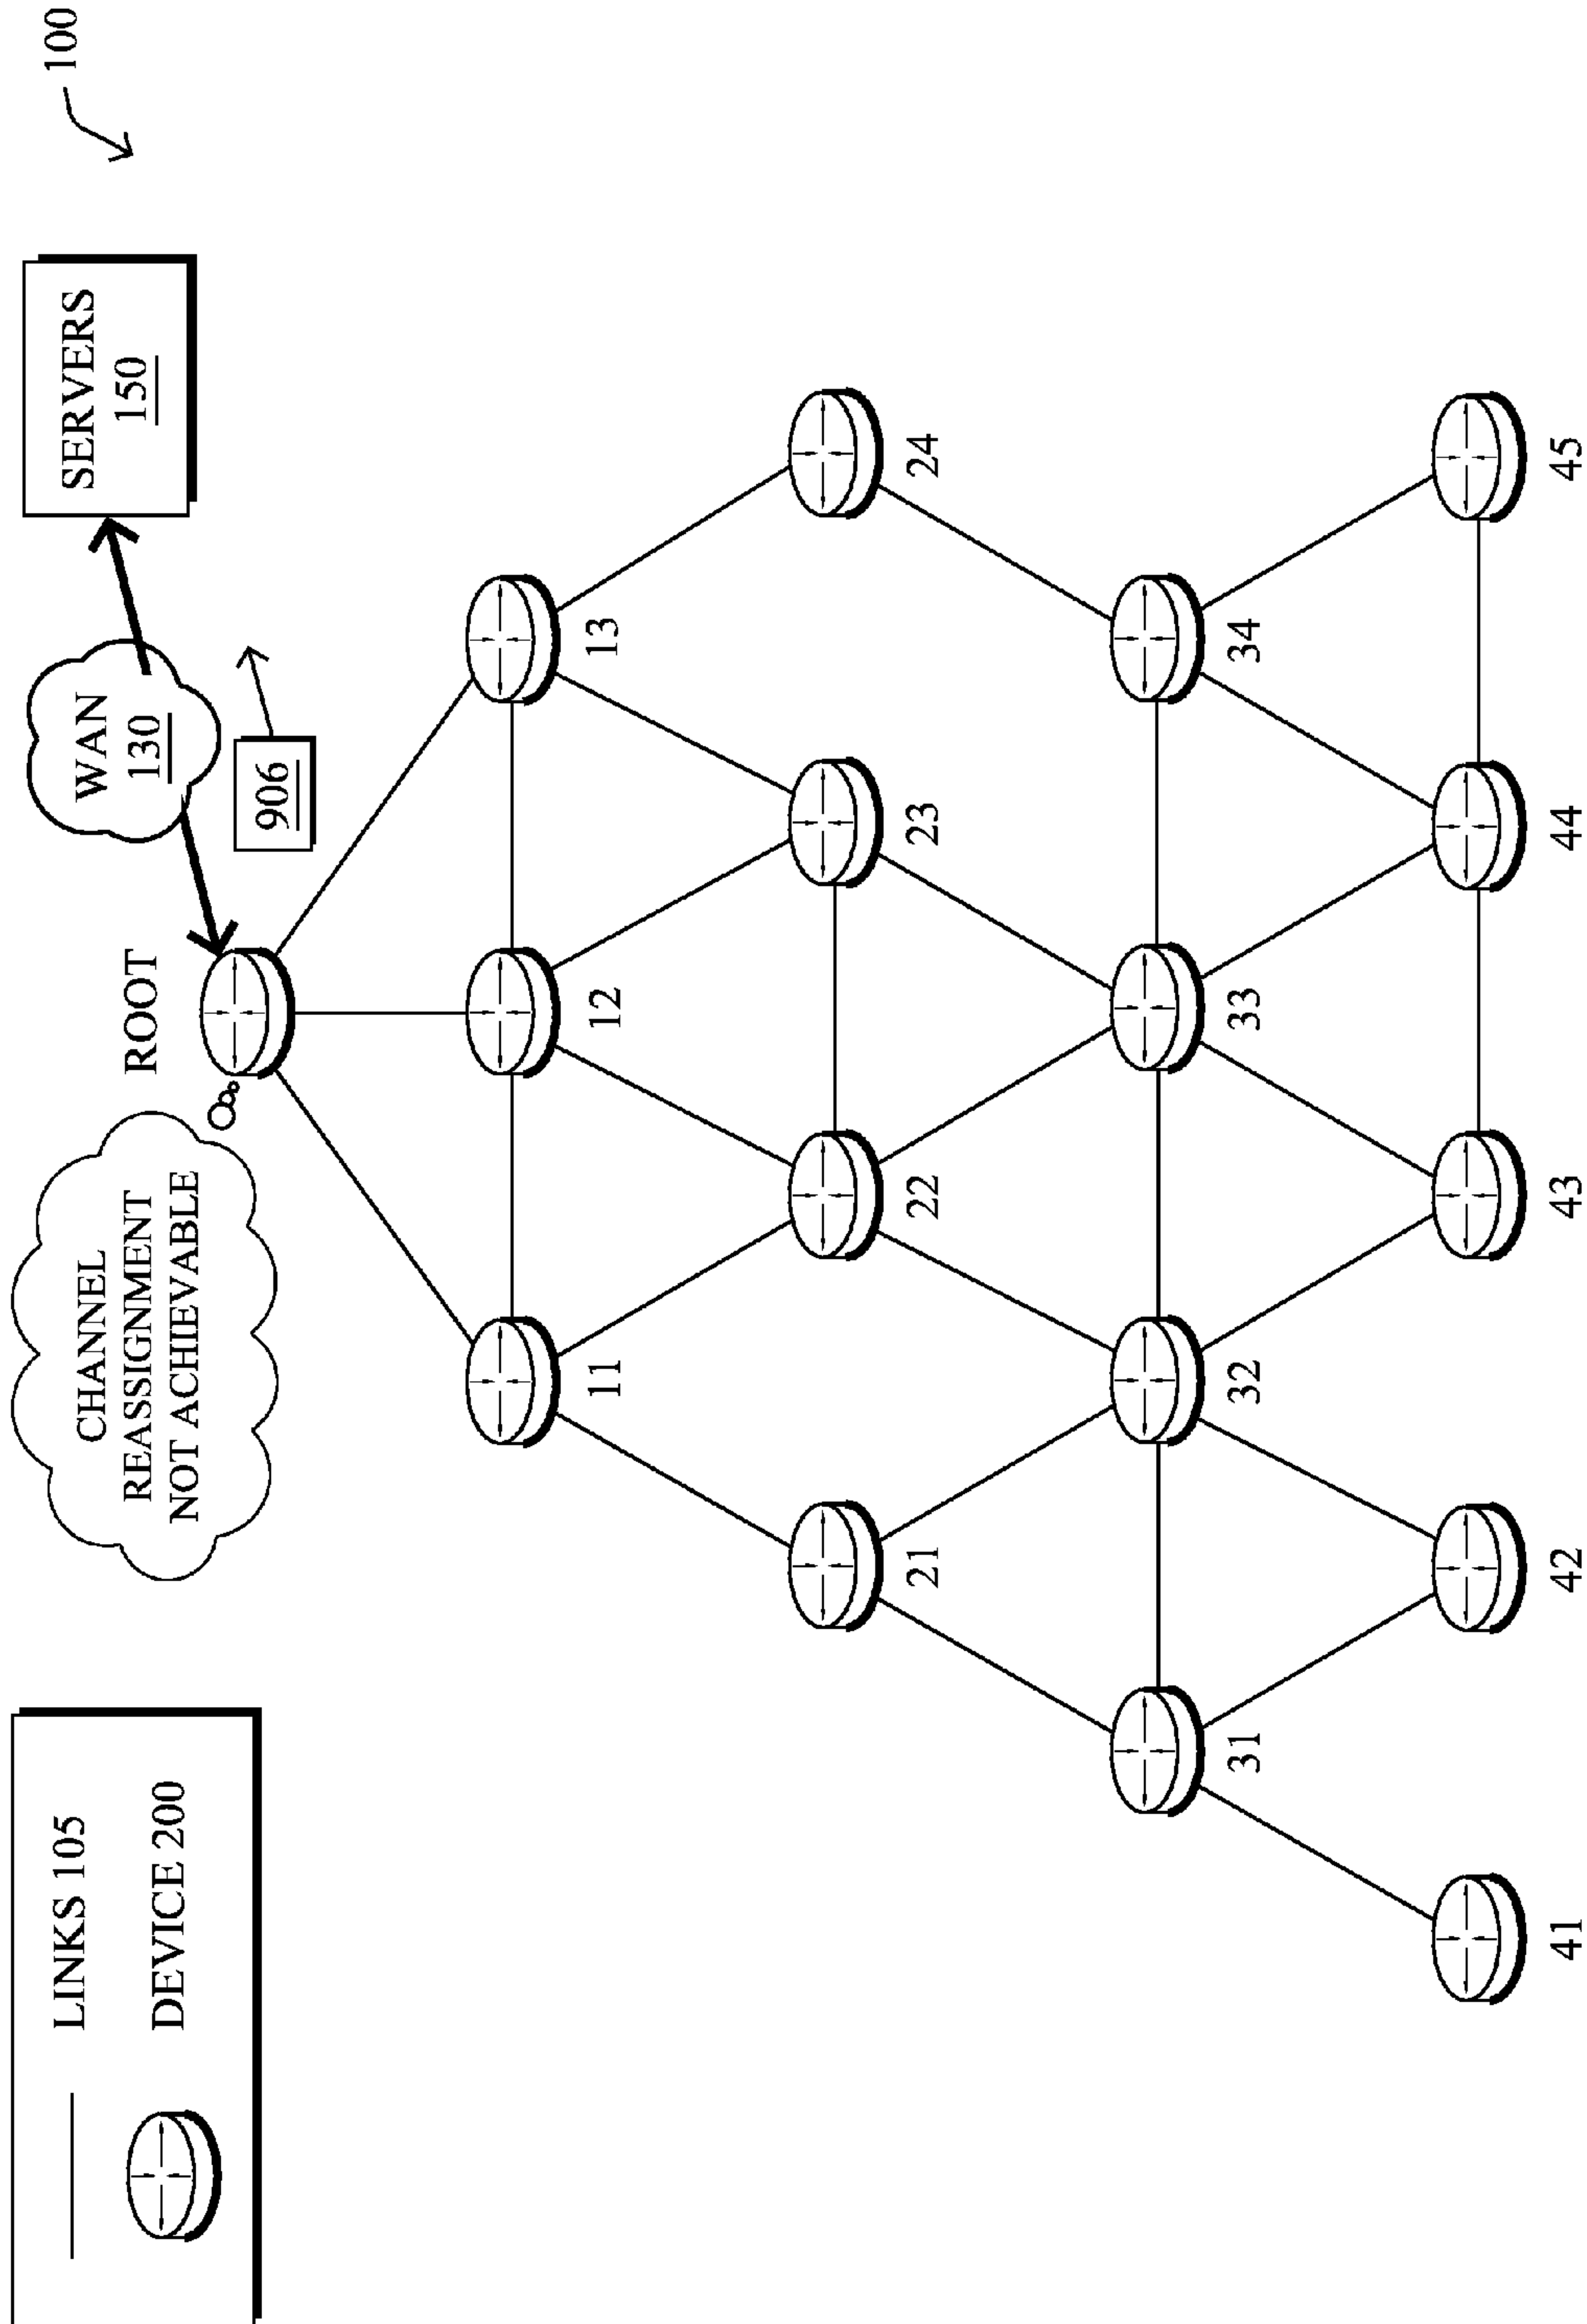 LINKS 105
DEVICE 200
CHANNEL
REASSIGNMENT
NOT ACHIEVABLE
ROOT
WAN
130
SERVERS
150
100
906
11
12
13
21
22
23
24
31
32
33
34
41
42
43
44
45